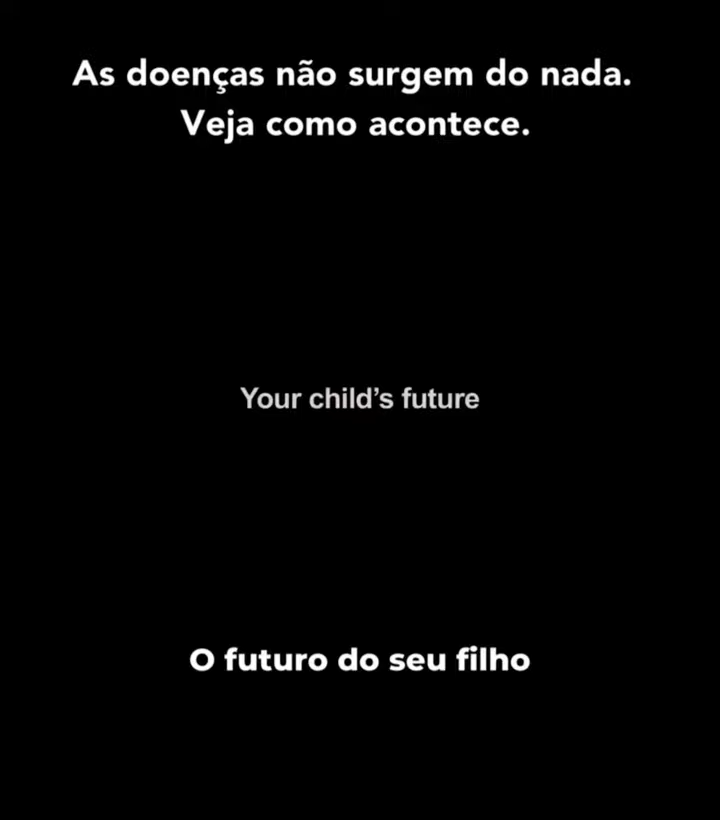 As doenças não surgem do nada.
Veja como acontece.
Your child’s future
O futuro do seu filho